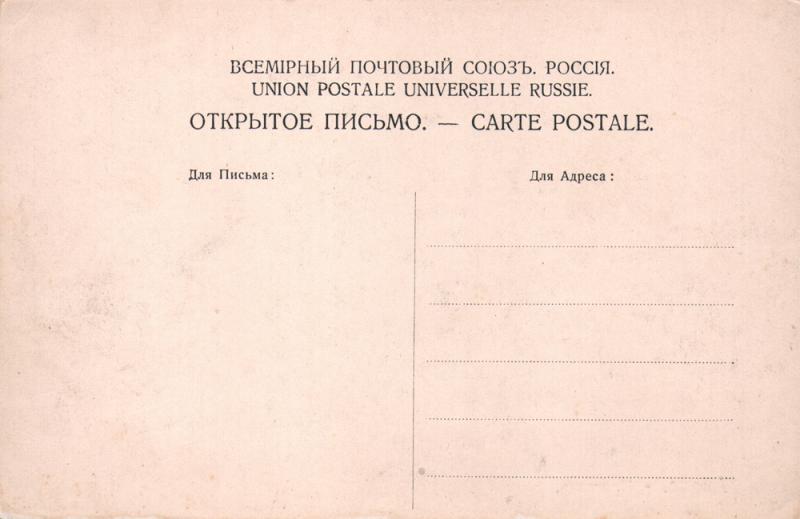 ВСЕМІРНЫЙ ПОЧТОВЫЙ СОЮЗЪ. РОССІЯ.
UNION POSTALE UNIVERSELLE RUSSIE.
ОТКРЫТОЕ ПИСЬМО. — CARTE POSTALE.
Для Письма:
Для Адреса: